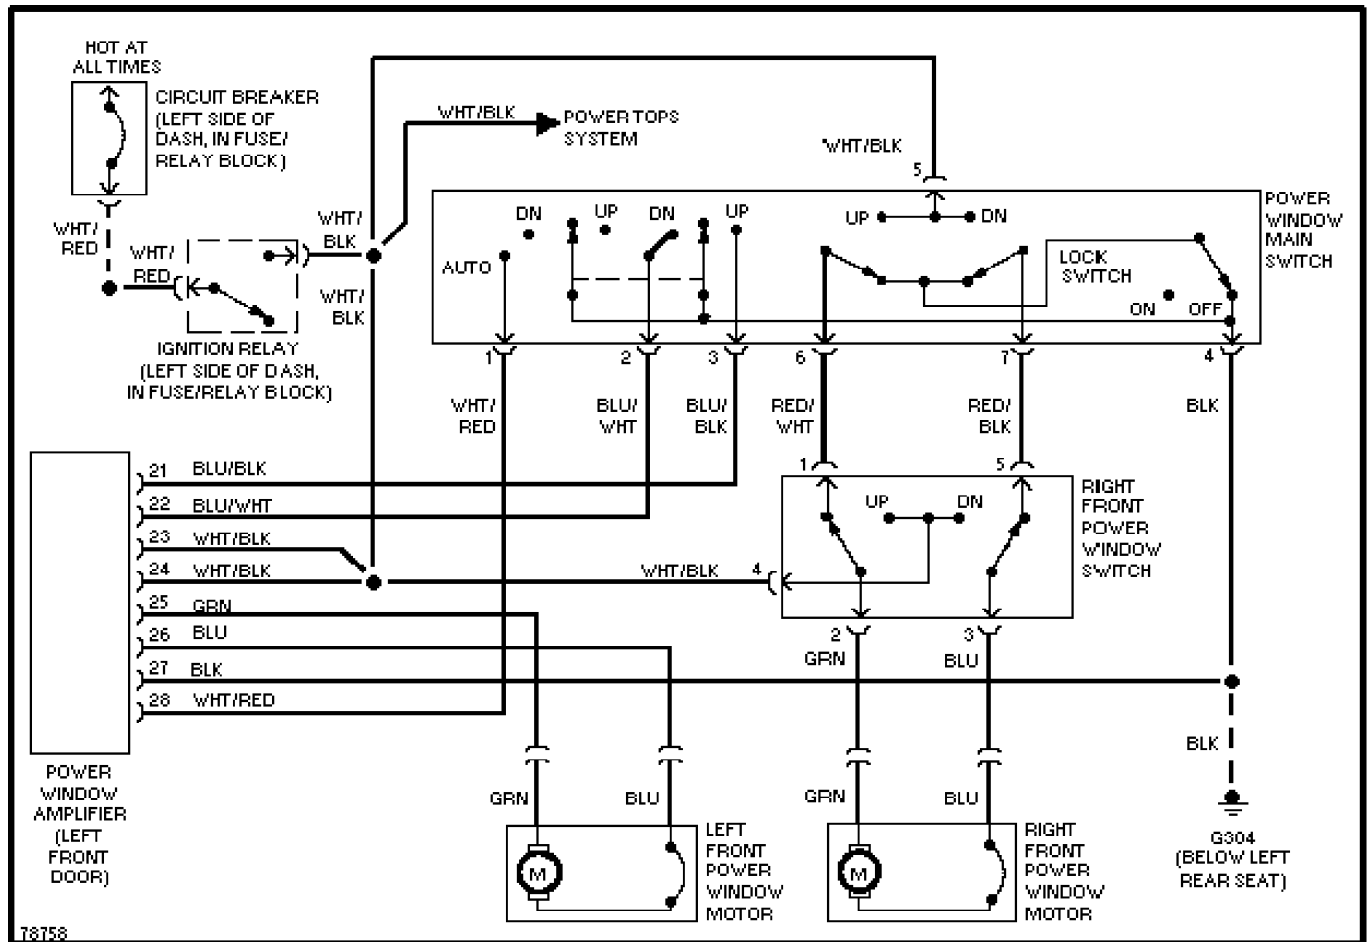 HOT AT
ALL TIMES
CIRCUIT BREAKER
(LEFT SIDE OF
DASH, IN FUSE/
RELAY BLOCK)
WHT/BLK
POWER TOPS
SYSTEM
"WHT/BLK
5
WHT/
RED
WHT/
RED
WHT/
BLK
WHT/
BLK
IGNITION RELAY
(LEFT SIDE OF DASH,
IN FUSE/RELAY BLOCK)
AUTO
DN
UP
DN
UP
UP
DN
LOCK
SWITCH
ON
OFF
POWER
WINDOW
MAIN
SWITCH
1
2
3
6
7
4
WHT/
RED
BLU/
WHT
BLU/
BLK
RED/
WHT
RED/
BLK
BLK
21 BLU/BLK
22 BLU/WHT
23 WHT/BLK
24 WHT/BLK
25 GRN
26 BLU
27 BLK
28 WHT/RED
WHT/BLK
4
1
5
UP
DN
RIGHT
FRONT
POWER
WINDOW
SWITCH
2
3
GRN
BLU
BLK
POWER
WINDOW
AMPLIFIER
(LEFT
FRONT
DOOR)
GRN
BLU
GRN
BLU
M
LEFT
FRONT
POWER
WINDOW
MOTOR
M
RIGHT
FRONT
POWER
WINDOW
MOTOR
G304
(BELOW LEFT
REAR SEAT)
78758